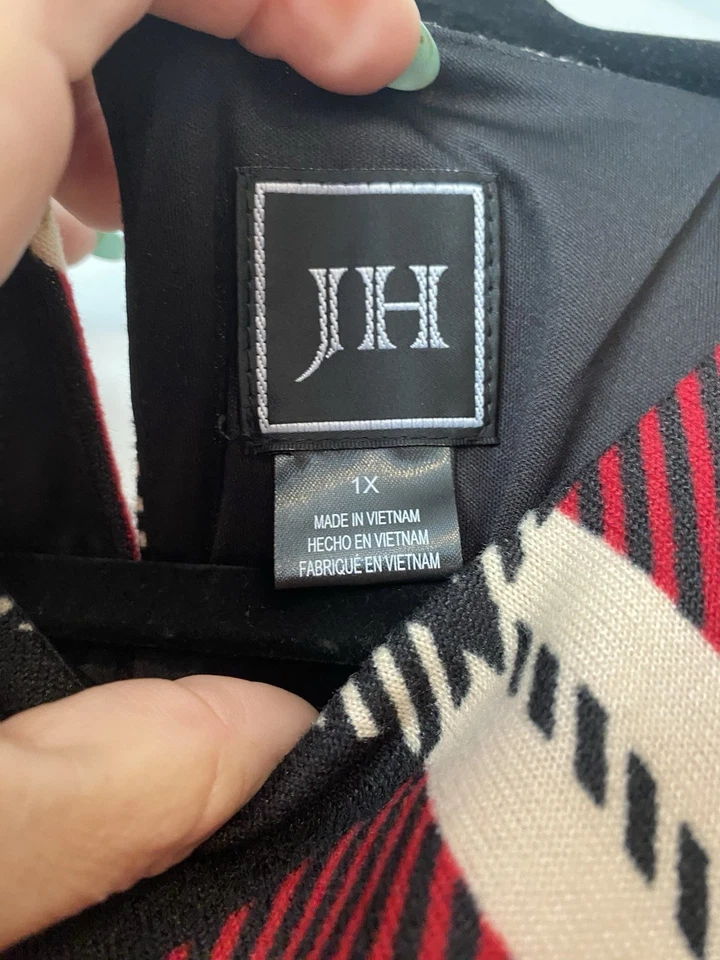 JH
1X
MADE IN VIETNAM
HECHO EN VIETNAM
FABRIQUÉ EN VIETNAM